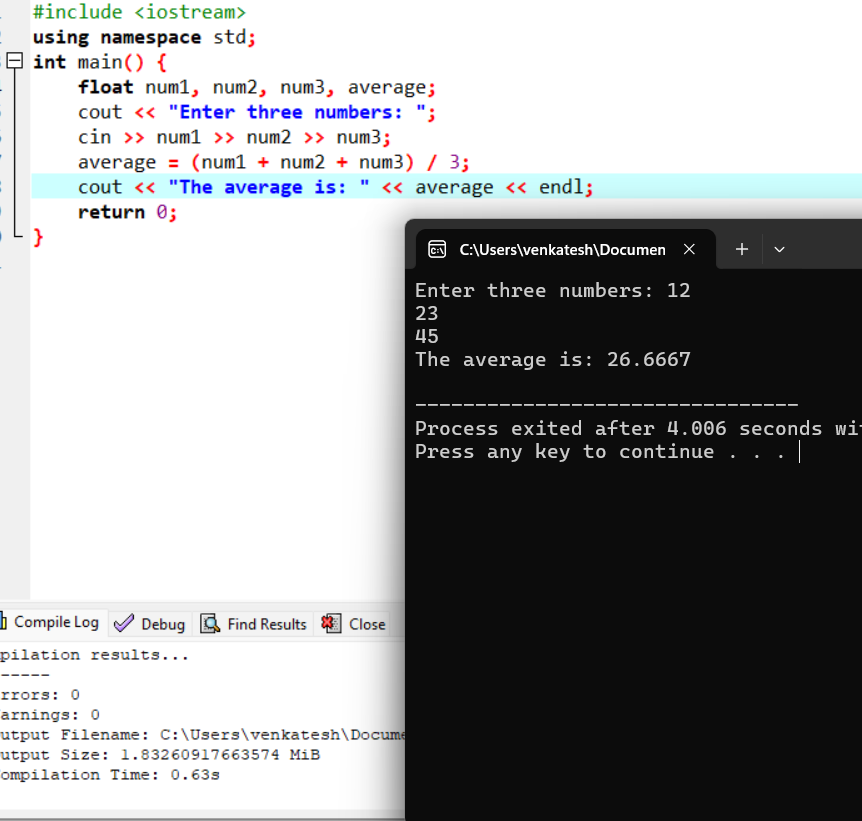 #include <iostream>
using namespace std;
int main() {
float num1, num2, num3, average;
cout << "Enter three numbers: ";
cin >> num1 >> num2 >> num3;
average = (num1 + num2 + num3) / 3;
cout << "The average is: " << average << endl;
return 0;
}
C:\Users\venkatesh\Documen
Enter three numbers: 12
23
45
The average is: 26.6667
--------------------------------
Process exited after 4.006 seconds wi
Press any key to continue . . .
Compile Log Debug Find Results Close
pilation results...
------
rrors: 0
arnings: 0
utput Filename: C:\Users\venkatesh\Docume
utput Size: 1.83260917663574 MiB
ompilation Time: 0.63s